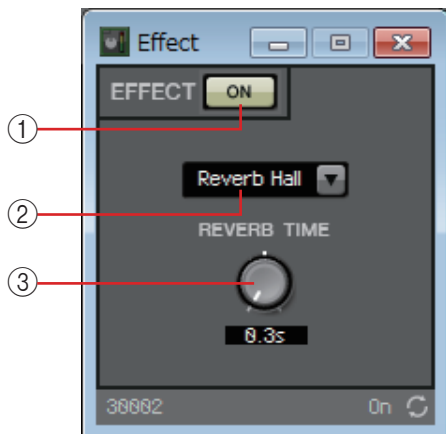 Effect
EFFECT ON
①
Reverb Hall
②
REVERB TIME
③
0.3s
30002 On